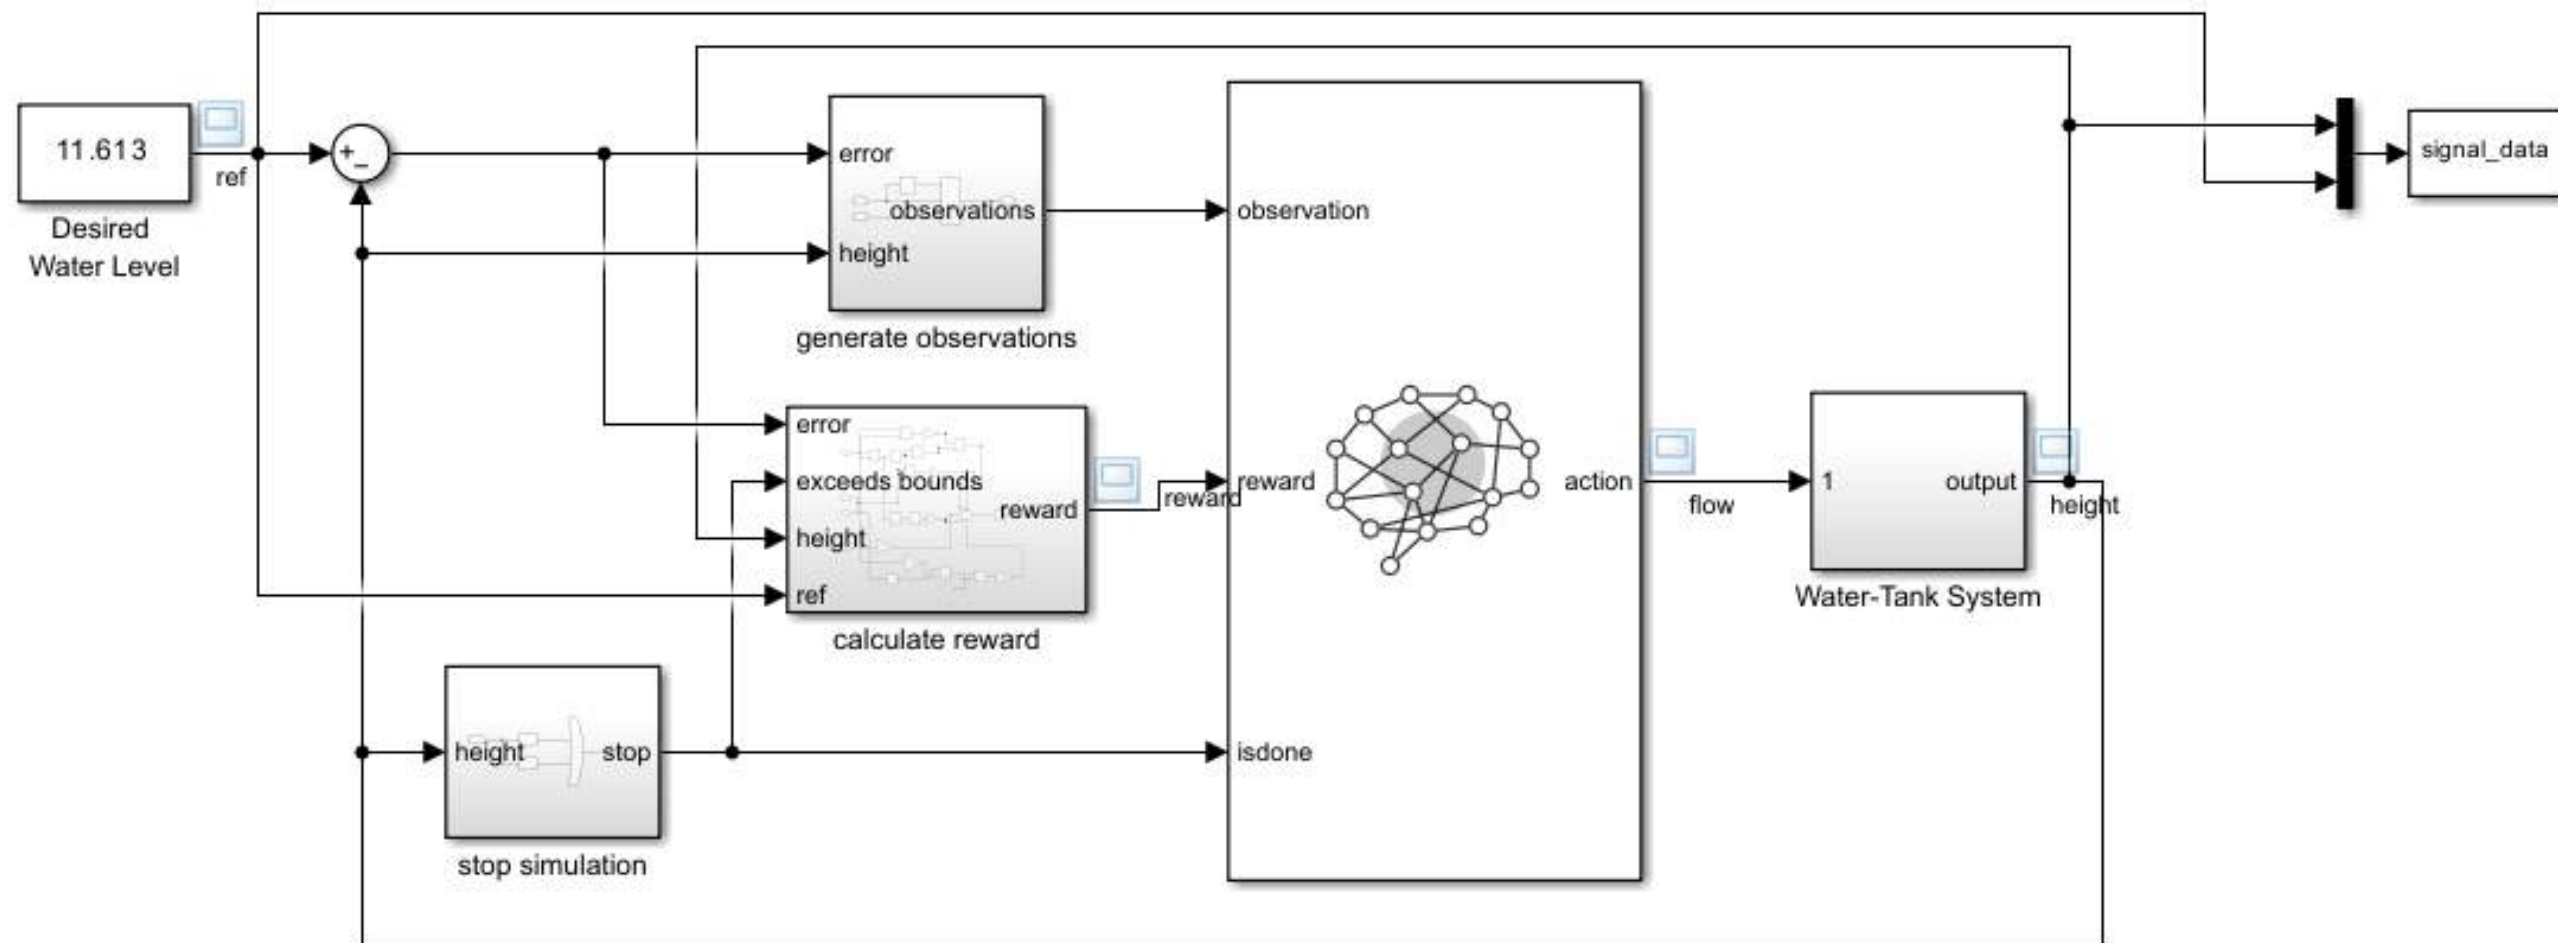 11.613
ref
Desired
Water Level
+
_
error
observations
height
generate observations
error
exceeds bounds
height
ref
reward
calculate reward
reward
height
stop
stop simulation
observation
reward
isdone
action
flow
1
output
Water-Tank System
height
signal_data